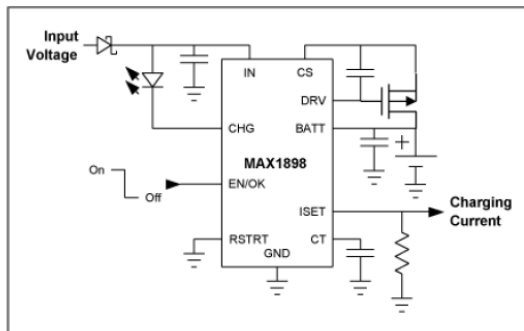 Input
Voltage
IN
CS
DRV
CHG
BATT
MAX1898
On
Off
EN/OK
Charging
Current
ISET
RSTRT
CT
GND
+